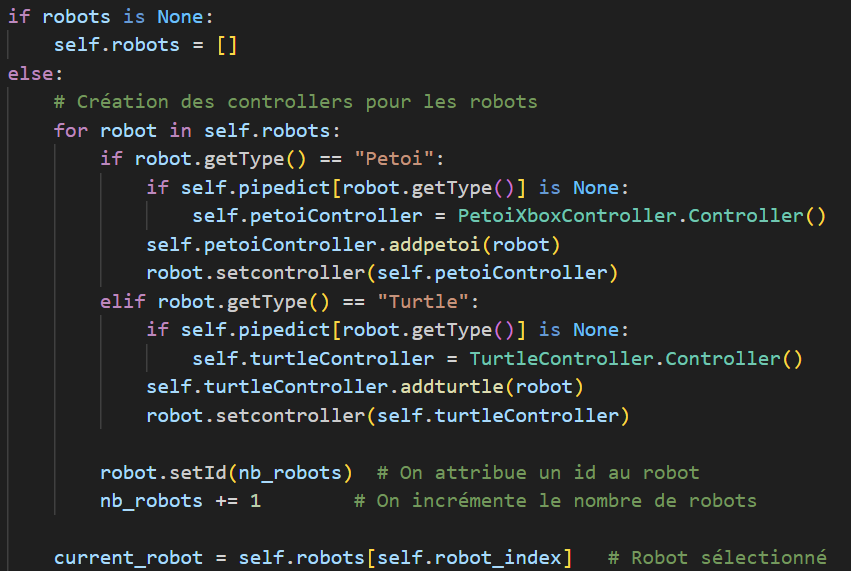 if robots is None:
    self.robots = []
else:
    # Création des controllers pour les robots
    for robot in self.robots:
        if robot.getType() == "Petoi":
            if self.pipedict[robot.getType()] is None:
                self.petoiController = PetoiXboxController.Controller()
            self.petoiController.addpetoi(robot)
            robot.setcontroller(self.petoiController)
        elif robot.getType() == "Turtle":
            if self.pipedict[robot.getType()] is None:
                self.turtleController = TurtleController.Controller()
            self.turtleController.addturtle(robot)
            robot.setcontroller(self.turtleController)

        robot.setId(nb_robots)  # On attribue un id au robot
        nb_robots += 1        # On incrémente le nombre de robots

    current_robot = self.robots[self.robot_index]   # Robot sélectionné